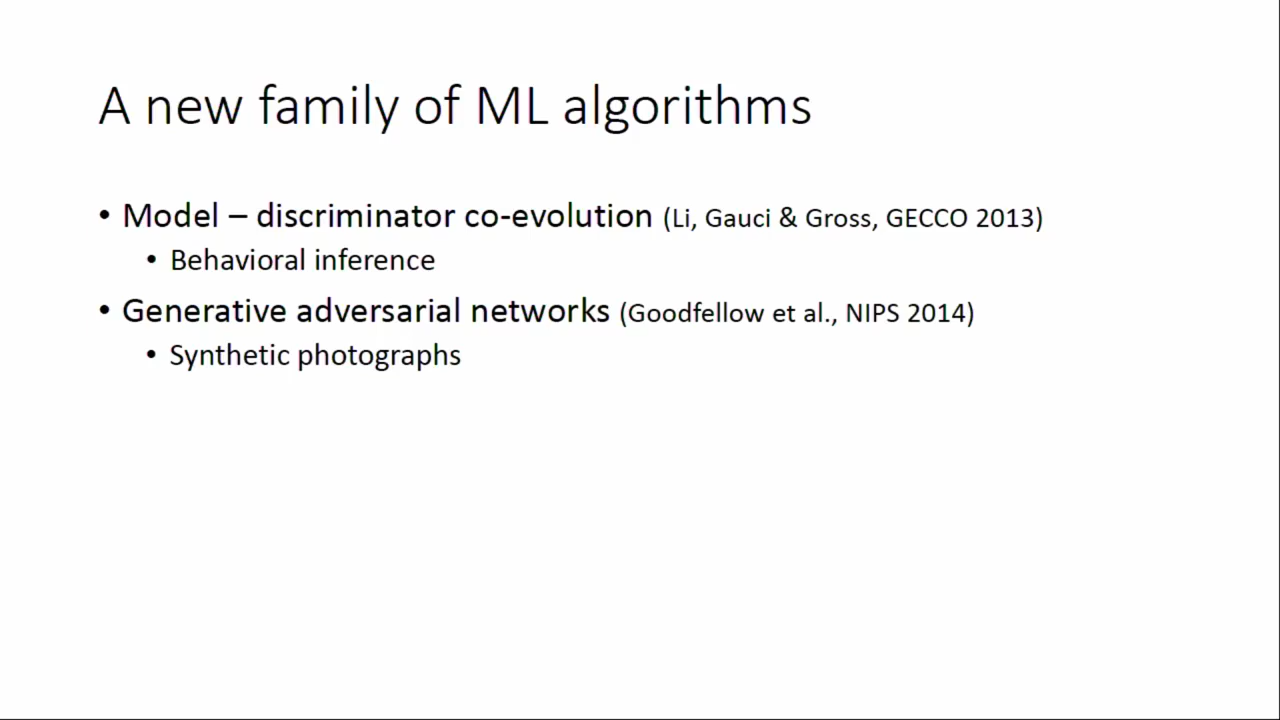 A new family of ML algorithms
• Model – discriminator co-evolution (Li, Gauci & Gross, GECCO 2013)
• Behavioral inference
• Generative adversarial networks (Goodfellow et al., NIPS 2014)
• Synthetic photographs